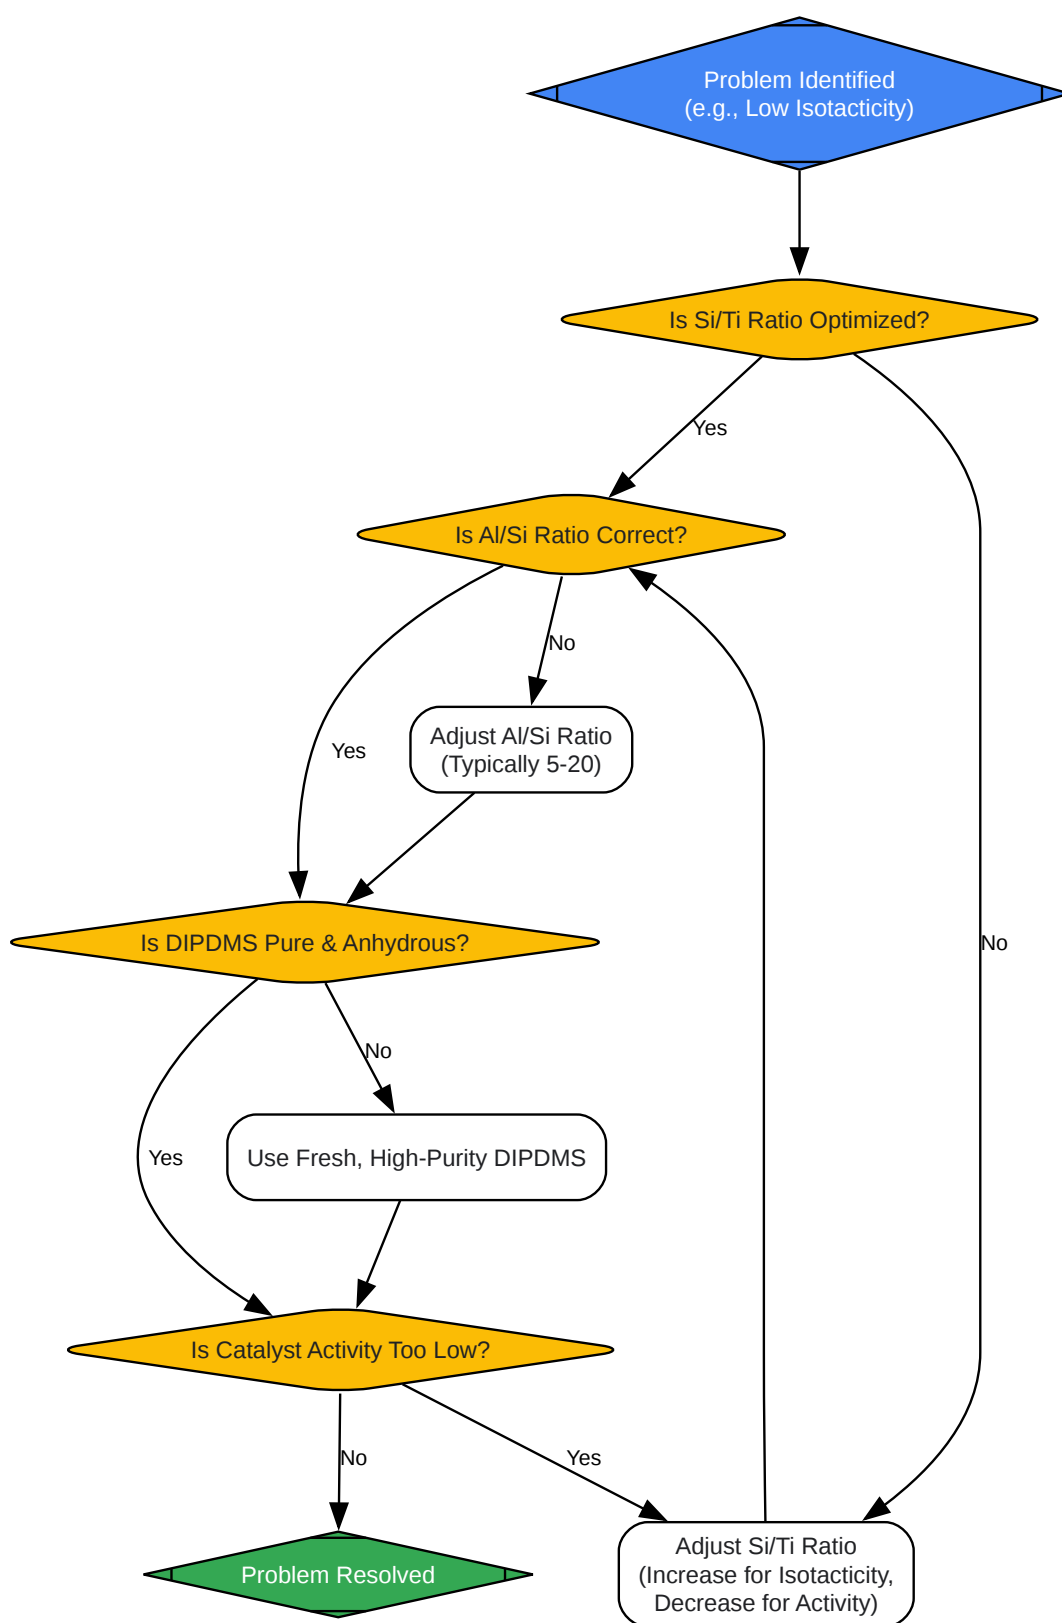 Problem Identified
(e.g., Low Isotacticity)
Is Si/Ti Ratio Optimized?
Yes
Is Al/Si Ratio Correct?
No
Adjust Al/Si Ratio
(Typically 5-20)
Yes
Is DIPDMS Pure & Anhydrous?
No
No
Use Fresh, High-Purity DIPDMS
Yes
Is Catalyst Activity Too Low?
No
Yes
Problem Resolved
Adjust Si/Ti Ratio
(Increase for Isotacticity,
Decrease for Activity)